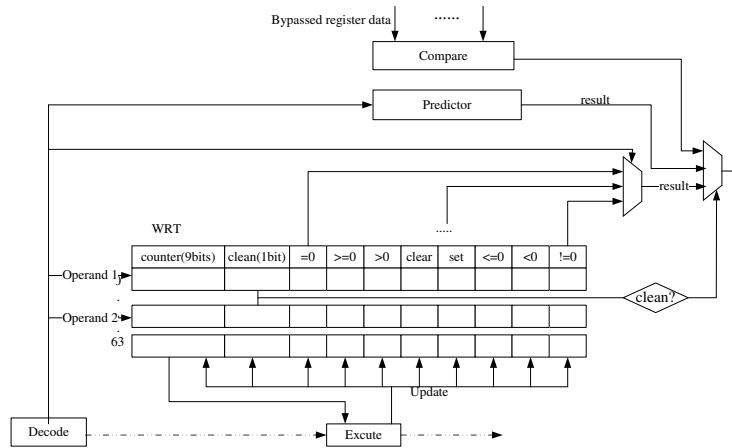 Bypassed register data ......
Compare
Predictor
result
result
WRT
.....
counter(9bits) clean(1bit) =0 >=0 >0 clear set <=0 <0 !=0
Operand 1
clean?
Operand 2
63
Update
Decode
Excute